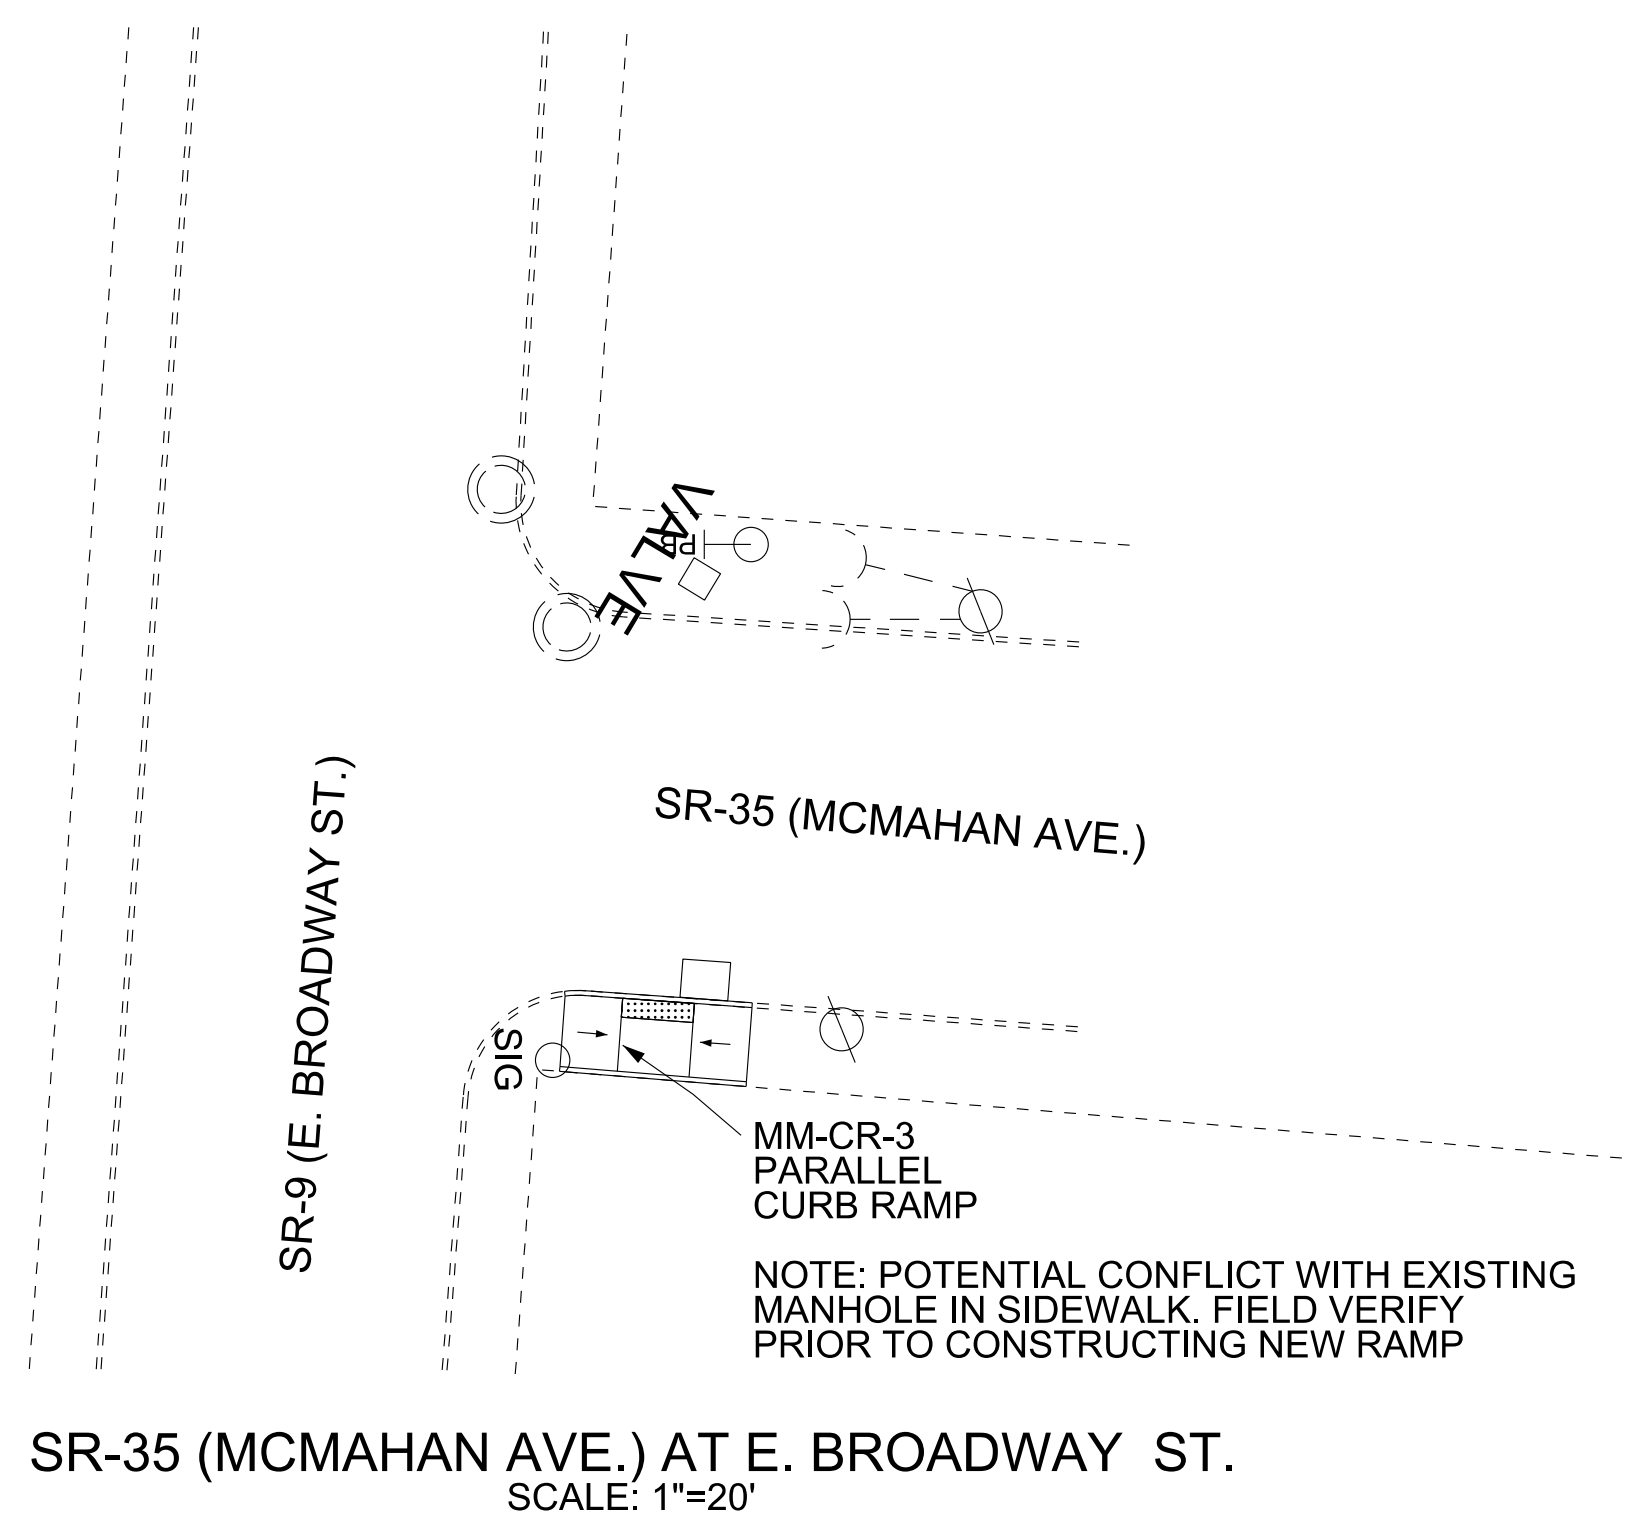 VALVE
PB
SR-35 (MCMAHAN AVE.)
SR-9 (E. BROADWAY ST.)
SIG
MM-CR-3
PARALLEL
CURB RAMP
NOTE: POTENTIAL CONFLICT WITH EXISTING
MANHOLE IN SIDEWALK. FIELD VERIFY
PRIOR TO CONSTRUCTING NEW RAMP
SR-35 (MCMAHAN AVE.) AT E. BROADWAY ST.
SCALE: 1"=20'